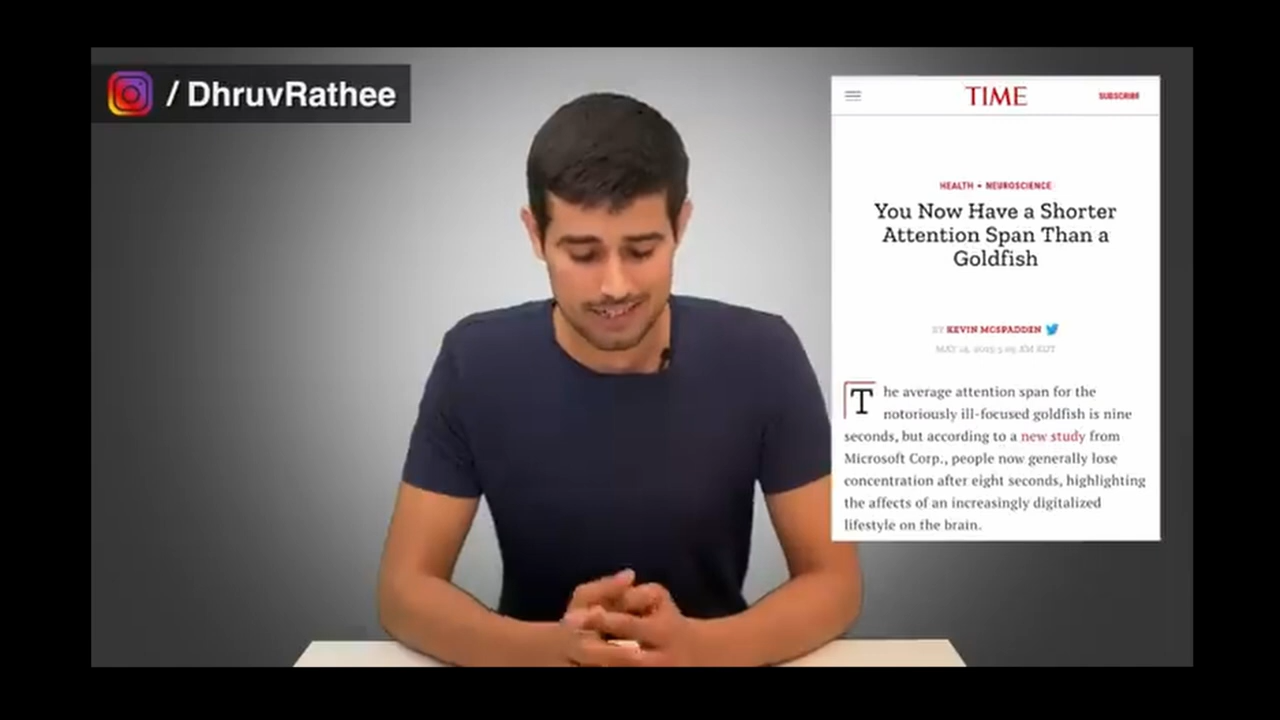 / DhruvRathee
TIME
SUBSCRIBE
HEALTH • NEUROSCIENCE
You Now Have a Shorter
Attention Span Than a
Goldfish
BY KEVIN MCSPADDEN
The average attention span for the
notoriously ill-focused goldfish is nine
seconds, but according to a new study from
Microsoft Corp., people now generally lose
concentration after eight seconds, highlighting
the affects of an increasingly digitalized
lifestyle on the brain.